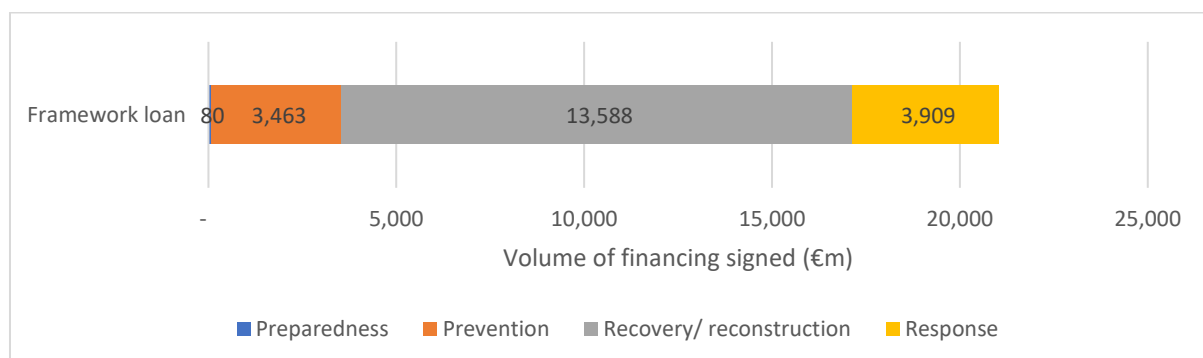 Framework loan 80 3,463 13,588 3,909
- 5,000 10,000 15,000 20,000 25,000
Volume of financing signed (€m)
Preparedness Prevention Recovery/ reconstruction Response